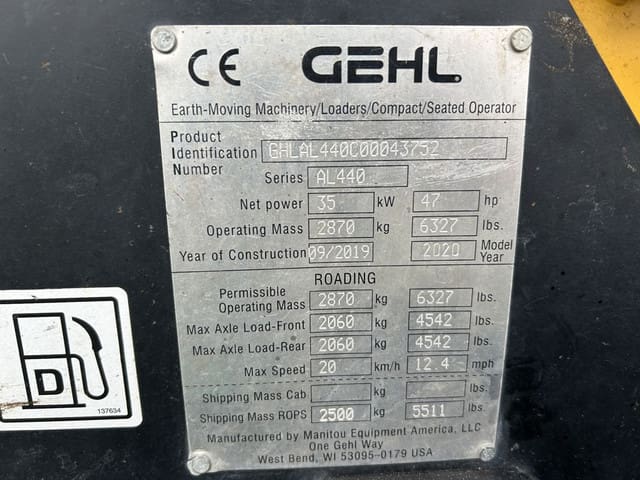 CE GEHL
Earth-Moving Machinery/Loaders/Compact/Seated Operator
Product
Identification GHLAL440C00043752
Number
Series AL440
Net power 35 kW 47 hp
Operating Mass 2870 kg 6327 lbs.
Year of Construction 09/2019 2020 Model Year
ROADING
Permissible
Operating Mass 2870 kg 6327 lbs.
Max Axle Load-Front 2060 kg 4542 lbs.
Max Axle Load-Rear 2060 kg 4542 lbs.
Max Speed 20 km/h 12.4 mph
Shipping Mass Cab kg lbs.
Shipping Mass ROPS 2500 kg 5511 lbs.
Manufactured by Manitou Equipment America, LLC
One Gehl Way
West Bend, WI 53095-0179 USA
D
137634